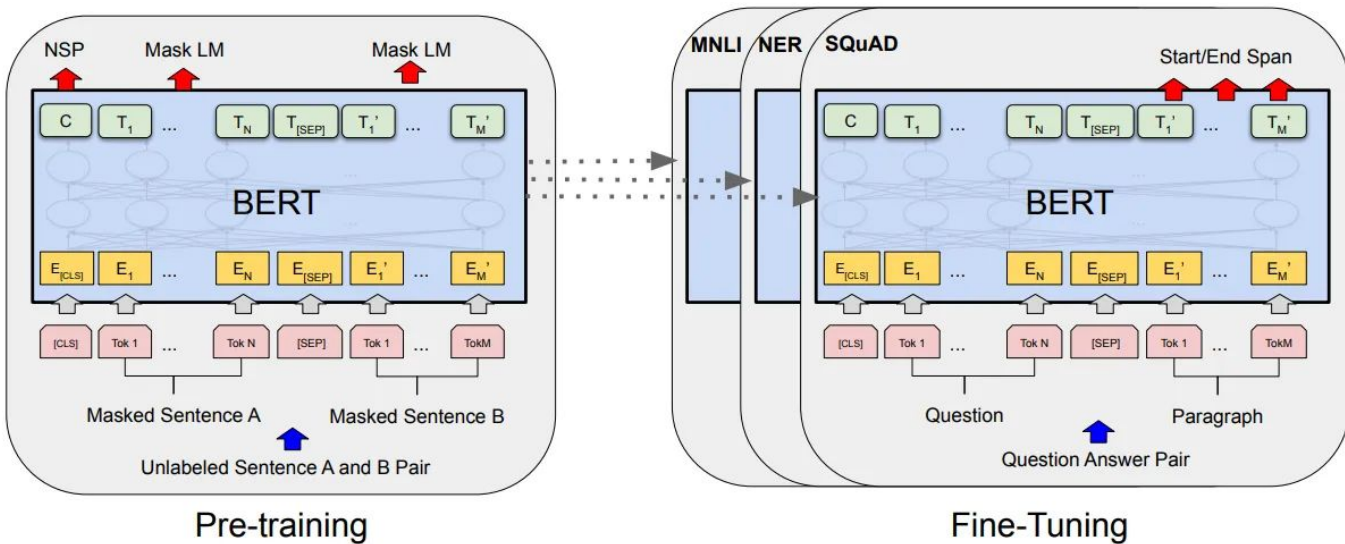 NSP Mask LM Mask LM
C T1 ... TN T[SEP] T1' ... TM'
BERT
E[CLS] E1 ... EN E[SEP] E1' ... EM'
[CLS] Tok 1 ... Tok N [SEP] Tok 1 ... TokM
Masked Sentence A Masked Sentence B
Unlabeled Sentence A and B Pair
Pre-training
MNLI NER SQuAD
Start/End Span
C T1 ... TN T[SEP] T1' ... TM'
BERT
E[CLS] E1 ... EN E[SEP] E1' ... EM'
[CLS] Tok 1 ... Tok N [SEP] Tok 1 ... TokM
Question Paragraph
Question Answer Pair
Fine-Tuning